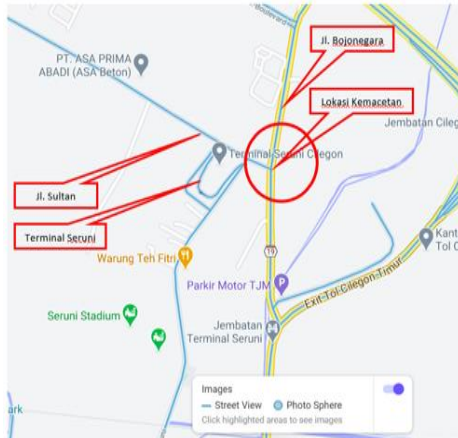 Boulevard
Jl. Bojonegara
PT. ASA PRIMA
ABADI (ASA Beton)
Lokasi Kemacetan
Jembatan Cileg
Terminal Seruni Cilegon
Jl. Sultan
Terminal Seruni
Warung Teh Fitri
19
Kant
Tol C
Parkir Motor TJM
P
Exit Tol Cilegon Timur
Seruni Stadium
Jembatan
Terminal Seruni
Images
Street View Photo Sphere
Click highlighted areas to see images
ark